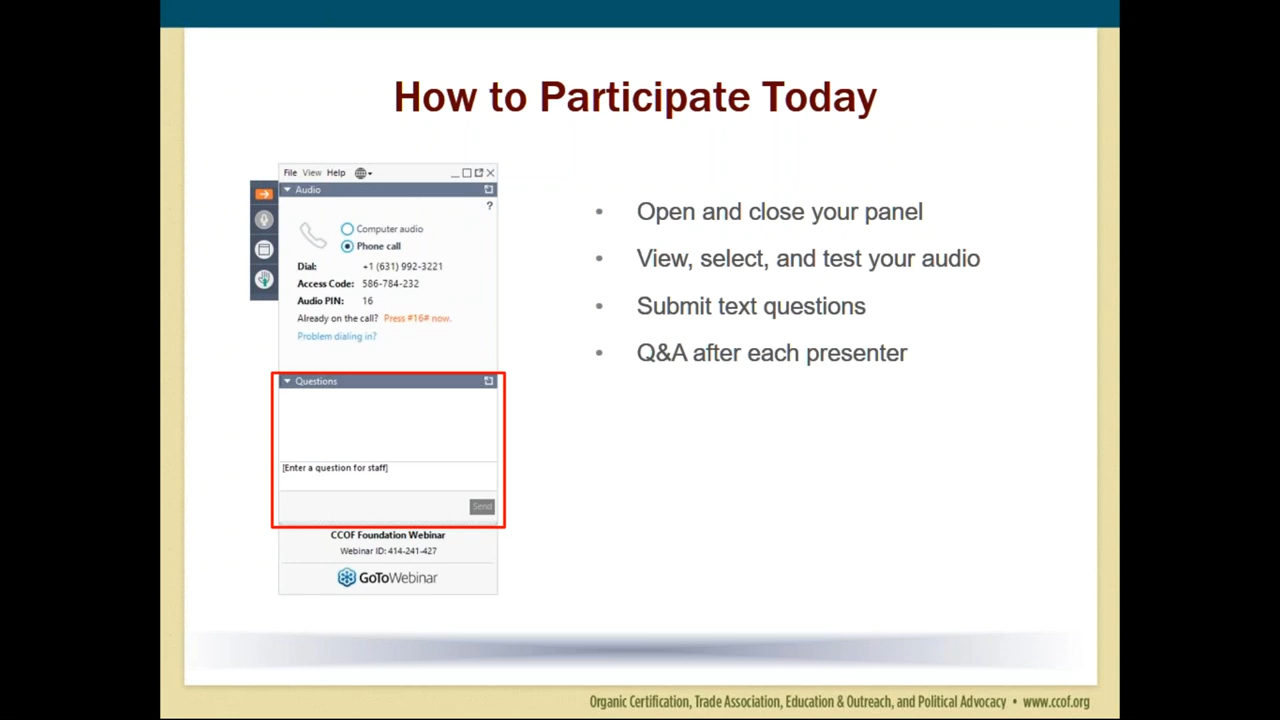 How to Participate Today
File View Help
Audio
?
Computer audio
Phone call
Dial: +1 (631) 992-3221
Access Code: 586-784-232
Audio PIN: 16
Already on the call? Press #16# now.
Problem dialing in?
Questions
[Enter a question for staff]
Send
CCOF Foundation Webinar
Webinar ID: 414-241-427
GoToWebinar
• Open and close your panel
• View, select, and test your audio
• Submit text questions
• Q&A after each presenter
Organic Certification, Trade Association, Education & Outreach, and Political Advocacy • www.ccof.org